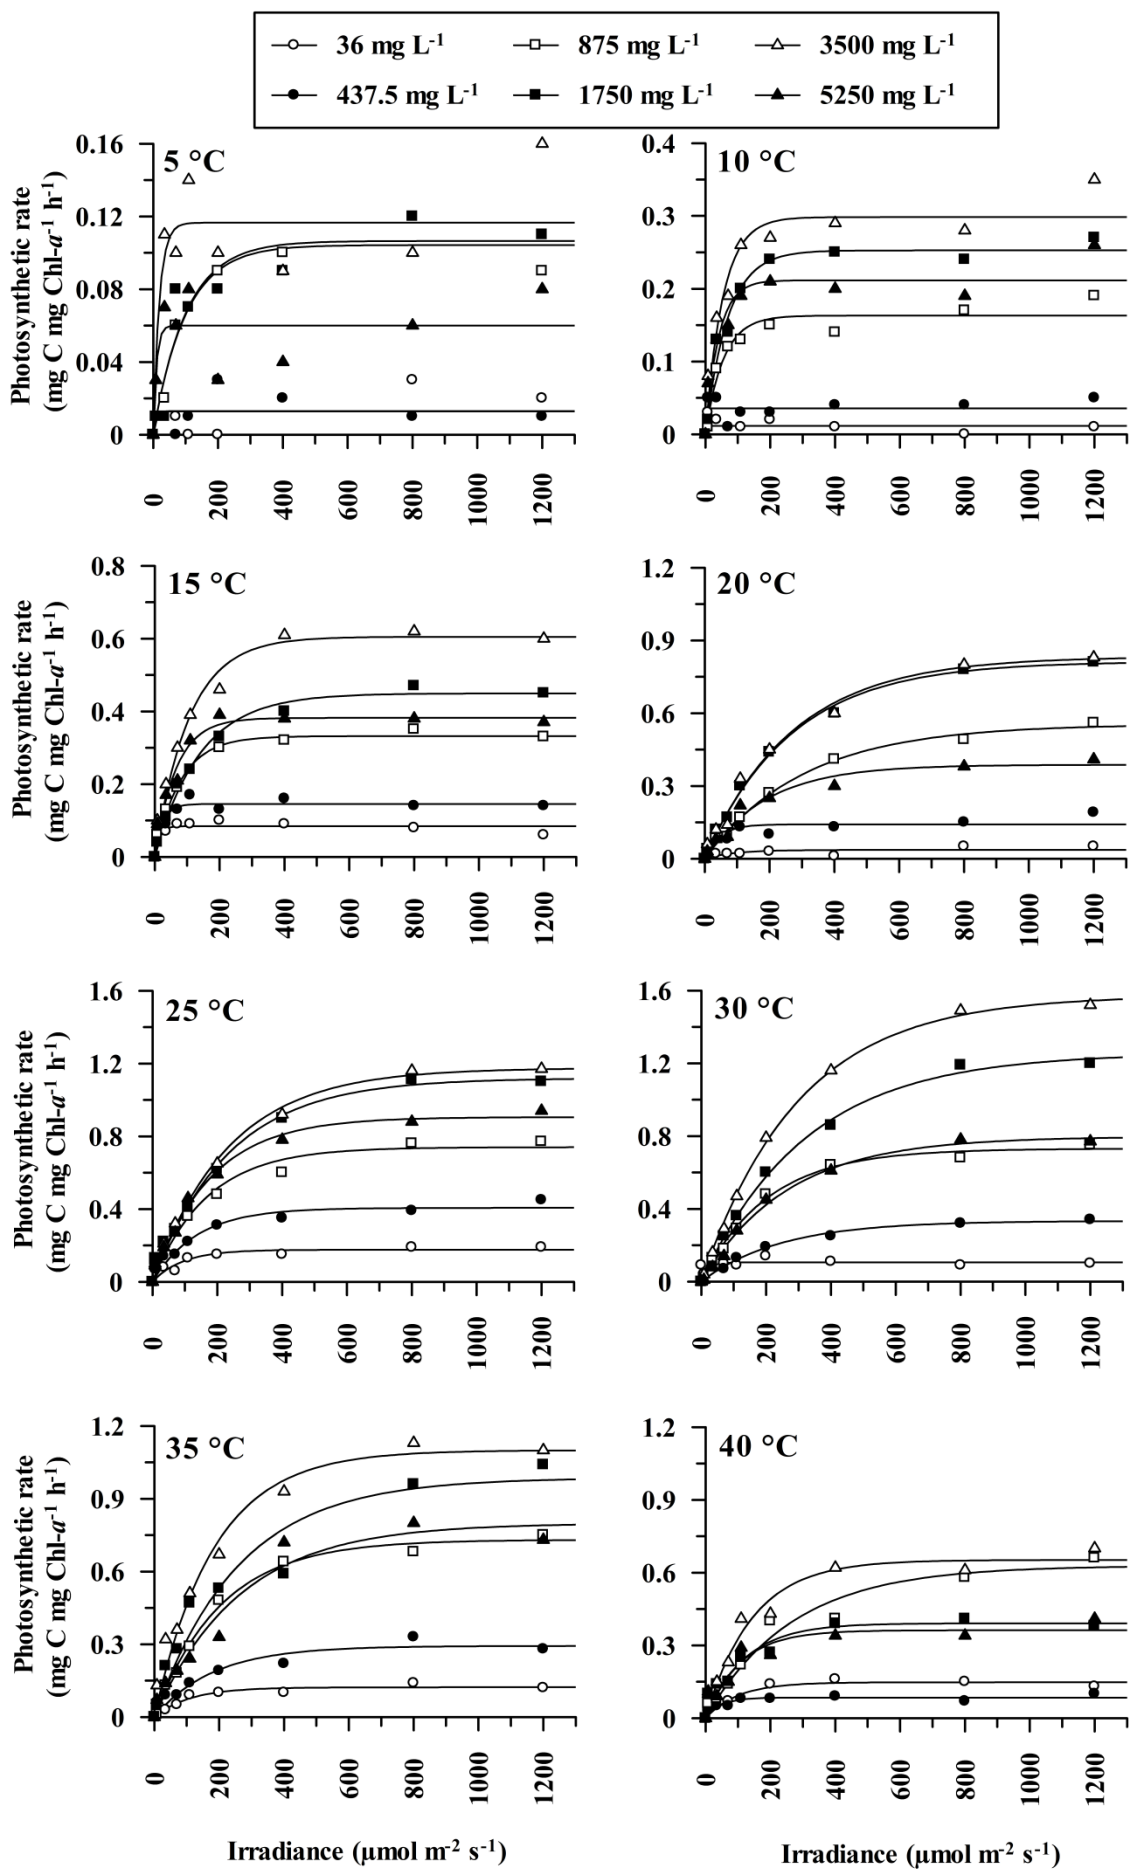 36 mg L-1 875 mg L-1 3500 mg L-1
437.5 mg L-1 1750 mg L-1 5250 mg L-1
5 °C
Photosynthetic rate
(mg C mg Chl-a-1 h-1)
0.16
0.12
0.08
0.04
0
0 200 400 600 800 1000 1200
10 °C
0.4
0.3
0.2
0.1
0
0 200 400 600 800 1000 1200
15 °C
Photosynthetic rate
(mg C mg Chl-a-1 h-1)
0.8
0.6
0.4
0.2
0
0 200 400 600 800 1000 1200
20 °C
1.2
0.9
0.6
0.3
0
0 200 400 600 800 1000 1200
25 °C
Photosynthetic rate
(mg C mg Chl-a-1 h-1)
1.6
1.2
0.8
0.4
0
0 200 400 600 800 1000 1200
30 °C
1.6
1.2
0.8
0.4
0
0 200 400 600 800 1000 1200
35 °C
Photosynthetic rate
(mg C mg Chl-a-1 h-1)
1.2
0.9
0.6
0.3
0
0 200 400 600 800 1000 1200
Irradiance (μmol m-2 s-1)
40 °C
1.2
0.9
0.6
0.3
0
0 200 400 600 800 1000 1200
Irradiance (μmol m-2 s-1)